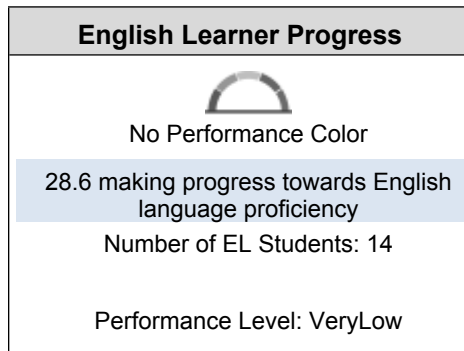 English Learner Progress
No Performance Color
28.6 making progress towards English
language proficiency
Number of EL Students: 14
Performance Level: VeryLow